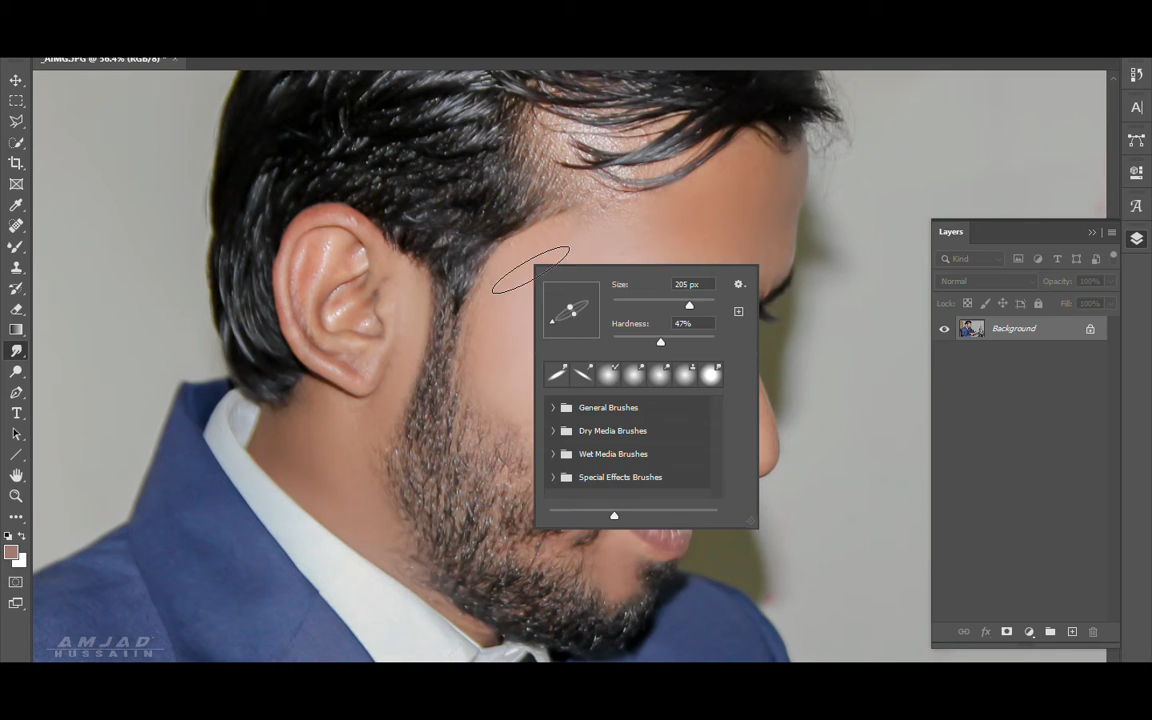 _AIMG.JPG @ 56.4% (RGB/8) * ×
Layers
Kind
Normal
Opacity: 100%
Lock:
Fill: 100%
Background
Size:
205 px
Hardness:
47%
General Brushes
Dry Media Brushes
Wet Media Brushes
Special Effects Brushes
AMJAD
HUSSAIIN